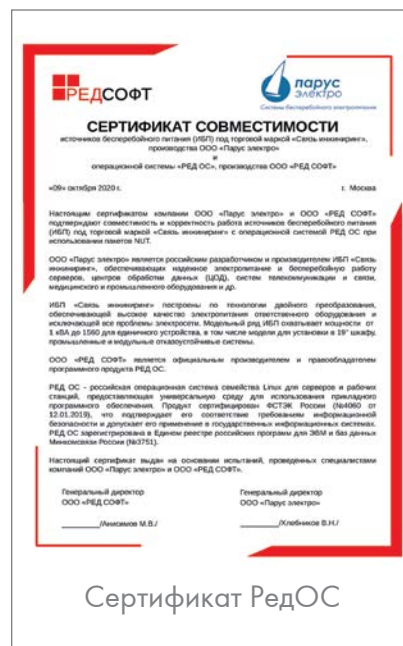 РЕДСОФТ
парус
электро
Системы бесперебойного электропитания
СЕРТИФИКАТ СОВМЕСТИМОСТИ
источников бесперебойного питания (ИБП) под торговой маркой «Связь инжиниринг»,
производства ООО «Парус электро»
и
операционной системы «РЕД ОС», производства ООО «РЕД СОФТ»
«09» октября 2020 г. г. Москва
Настоящим сертификатом компании ООО «Парус электро» и ООО «РЕД СОФТ»
подтверждают совместимость и корректность работа источников бесперебойного питания
(ИБП) под торговой маркой «Связь инжиниринг» с операционной системой РЕД ОС при
использовании пакетов NUT.
ООО «Парус электро» является российским разработчиком и производителем ИБП «Связь
инжиниринг», обеспечивающих надежное электропитание и бесперебойную работу
серверов, центров обработки данных (ЦОД), систем телекоммуникации и связи,
медицинского и промышленного оборудования и др.
ИБП «Связь инжиниринг» построены по технологии двойного преобразования,
обеспечивающей высокое качество электропитания ответственного оборудования и
исключающей все проблемы электросети. Модельный ряд ИБП охватывает мощности от
1 кВА до 1560 для единичного устройства, в том числе модели для установки в 19" шкафу,
промышленные и модульные отказоустойчивые системы.
ООО «РЕД СОФТ» является официальным производителем и правообладателем
программного продукта РЕД ОС.
РЕД ОС - российская операционная система семейства Linux для серверов и рабочих
станций, предоставляющая универсальную среду для использования прикладного
программного обеспечения. Продукт сертифицирован ФСТЭК России (№4060 от
12.01.2019), что подтверждает его соответствие требованиям информационной
безопасности и допускает его применение в государственных информационных системах.
РЕД ОС зарегистрирована в Едином реестре российских программ для ЭВМ и баз данных
Минкомсвязи России (№3751).
Настоящий сертификат выдан на основании испытаний, проведенных специалистами
компаний ООО «Парус электро» и ООО «РЕД СОФТ».
Генеральный директор Генеральный директор
ООО «РЕД СОФТ» ООО «Парус электро»
/Анисимов М.В./ /Хлебников В.Н./
Сертификат РедОС